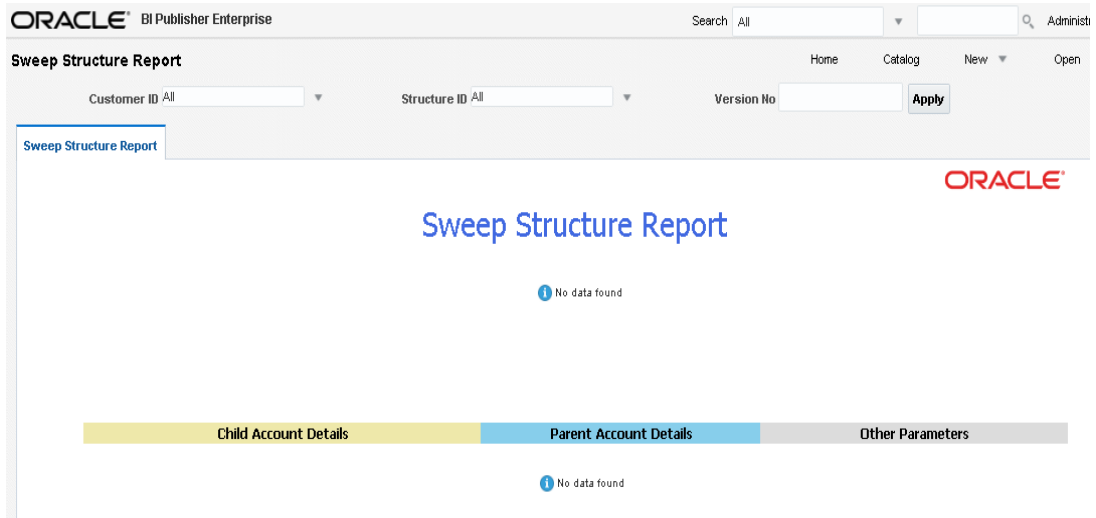 ORACLE BI Publisher Enterprise Search All
Sweep Structure Report Home Catalog New Open
Customer ID All Structure ID All Version No Apply
Sweep Structure Report
ORACLE
Sweep Structure Report
No data found
Child Account Details Parent Account Details Other Parameters
No data found